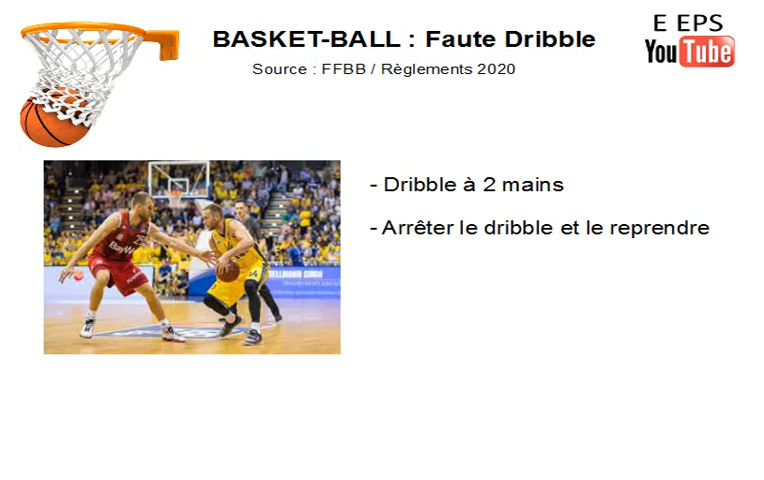 BASKET-BALL : Faute Dribble
E EPS
YouTube
Source : FFBB / Règlements 2020
- Dribble à 2 mains
- Arrêter le dribble et le reprendre
BayW